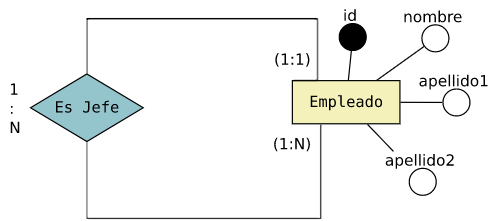 id
nombre
(1:1)
apellido1
1
:
N
Es Jefe
Empleado
(1:N)
apellido2